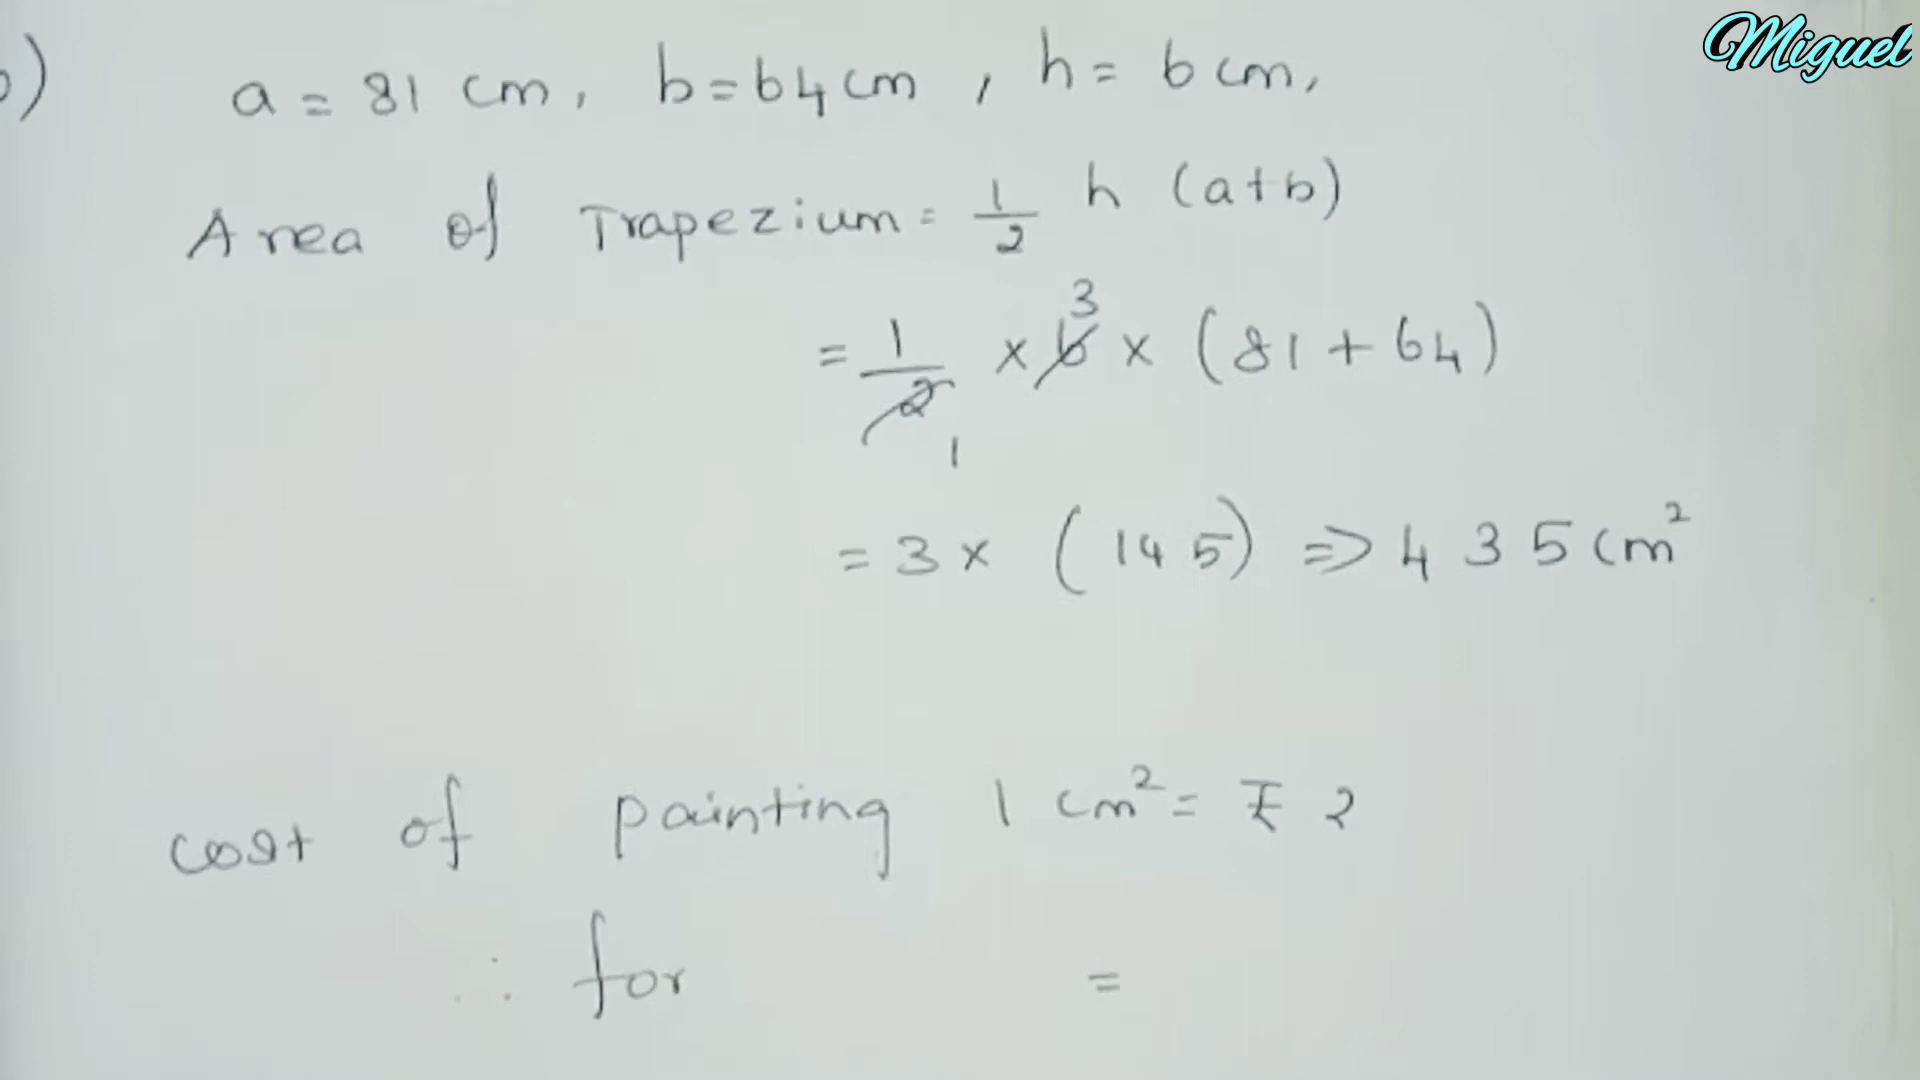 Miguel
b) a = 81 cm, b = 64 cm, h = 6 cm,
Area of Trapezium = 1/2 h (a+b)
= 1/2 1 × 6 3 × (81 + 64)
= 3 × (145) ⇒ 435 cm²
cost of painting 1 cm² = ₹ 2
∴ for =